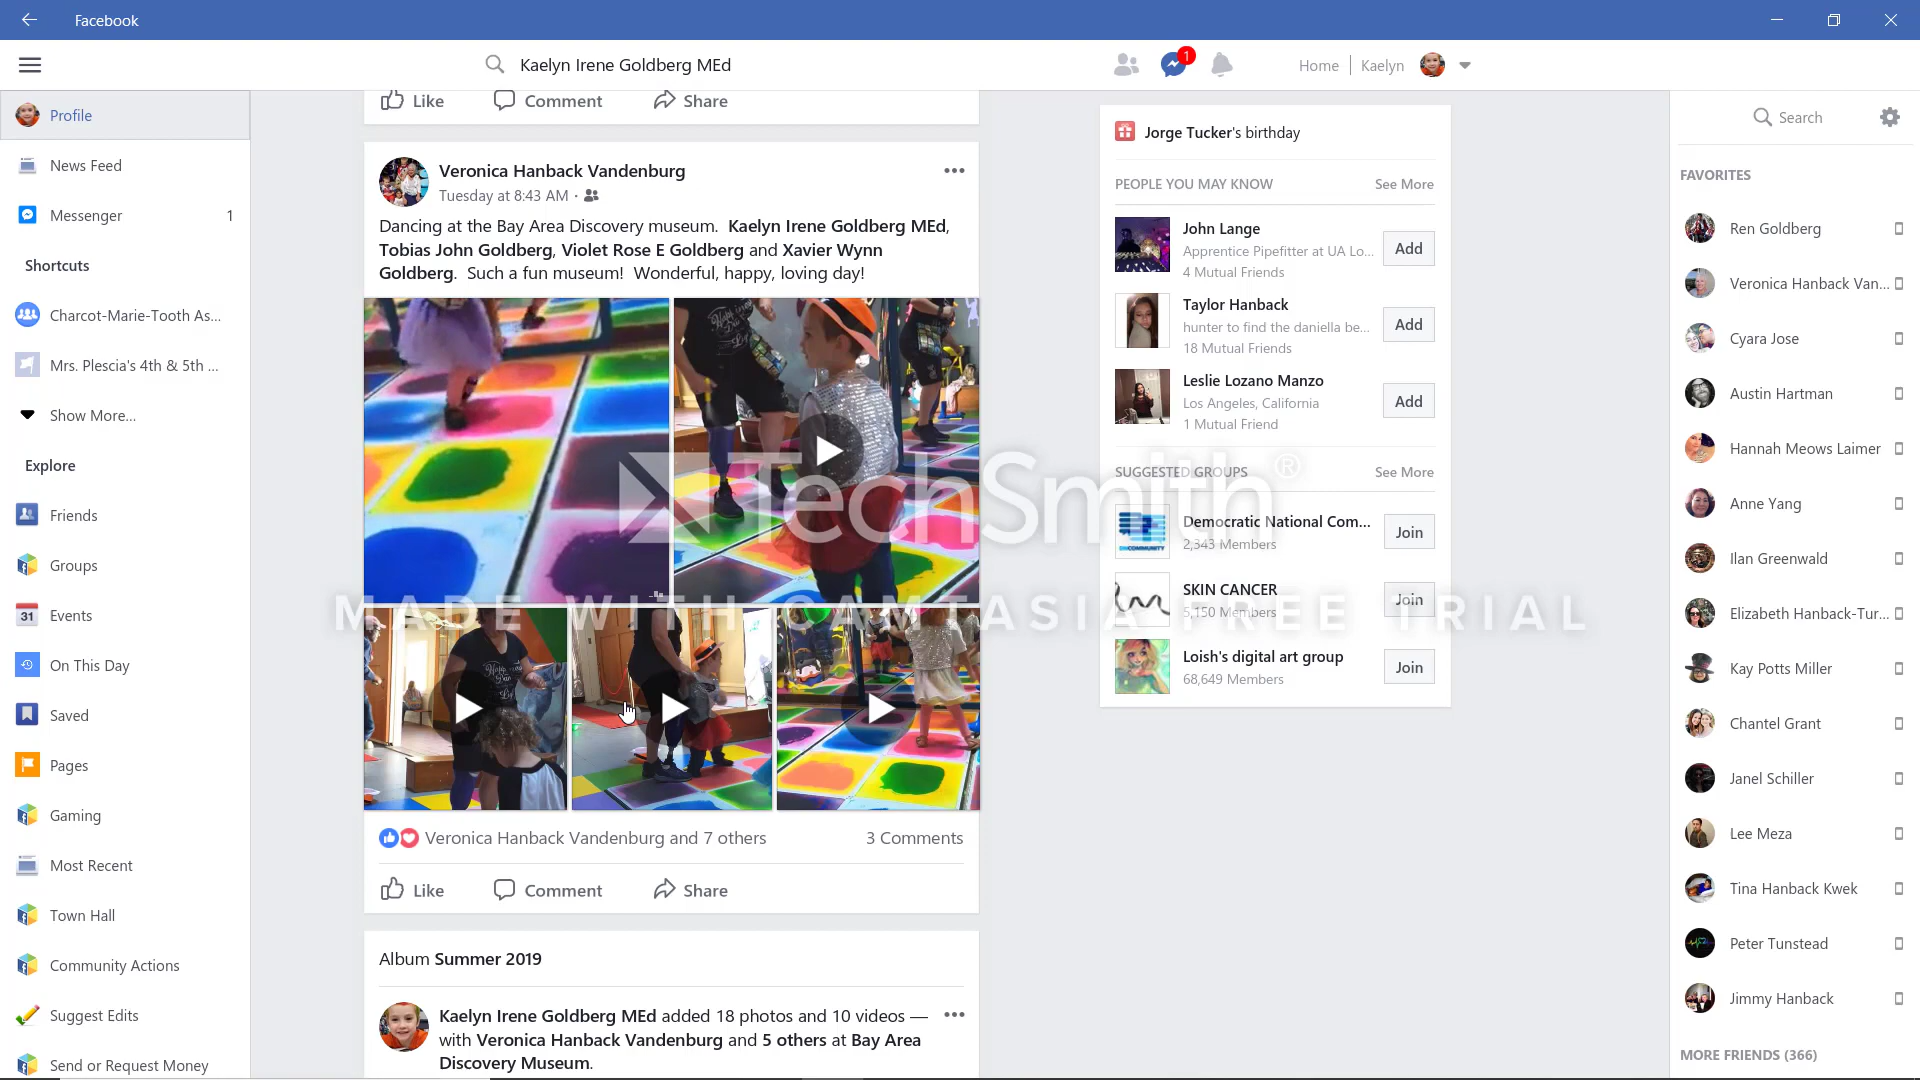 Facebook
Kaelyn Irene Goldberg MEd
1
Home
Kaelyn
Profile
News Feed
Messenger 1
Shortcuts
Charcot-Marie-Tooth As...
Mrs. Plescia's 4th & 5th ...
Show More...
Explore
Friends
Groups
31 Events
On This Day
Saved
Pages
Gaming
Most Recent
Town Hall
Community Actions
Suggest Edits
Send or Request Money
Like Comment Share
Veronica Hanback Vandenburg
Tuesday at 8:43 AM ·
Dancing at the Bay Area Discovery museum. Kaelyn Irene Goldberg MEd,
Tobias John Goldberg, Violet Rose E Goldberg and Xavier Wynn
Goldberg. Such a fun museum! Wonderful, happy, loving day!
Veronica Hanback Vandenburg and 7 others 3 Comments
Like Comment Share
Album Summer 2019
Kaelyn Irene Goldberg MEd added 18 photos and 10 videos —
with Veronica Hanback Vandenburg and 5 others at Bay Area
Discovery Museum.
Jorge Tucker's birthday
PEOPLE YOU MAY KNOW See More
John Lange
Apprentice Pipefitter at UA Lo...
4 Mutual Friends
Add
Taylor Hanback
hunter to find the daniella be...
18 Mutual Friends
Add
Leslie Lozano Manzo
Los Angeles, California
1 Mutual Friend
Add
SUGGESTED GROUPS See More
Democratic National Com...
2,343 Members
Join
SKIN CANCER
5,150 Members
Join
Loish's digital art group
68,649 Members
Join
TechSmith®
MADE WITH CAMTASIA FREE TRIAL
Search
FAVORITES
Ren Goldberg
Veronica Hanback Van...
Cyara Jose
Austin Hartman
Hannah Meows Laimer
Anne Yang
Ilan Greenwald
Elizabeth Hanback-Tur...
Kay Potts Miller
Chantel Grant
Janel Schiller
Lee Meza
Tina Hanback Kwek
Peter Tunstead
Jimmy Hanback
MORE FRIENDS (366)